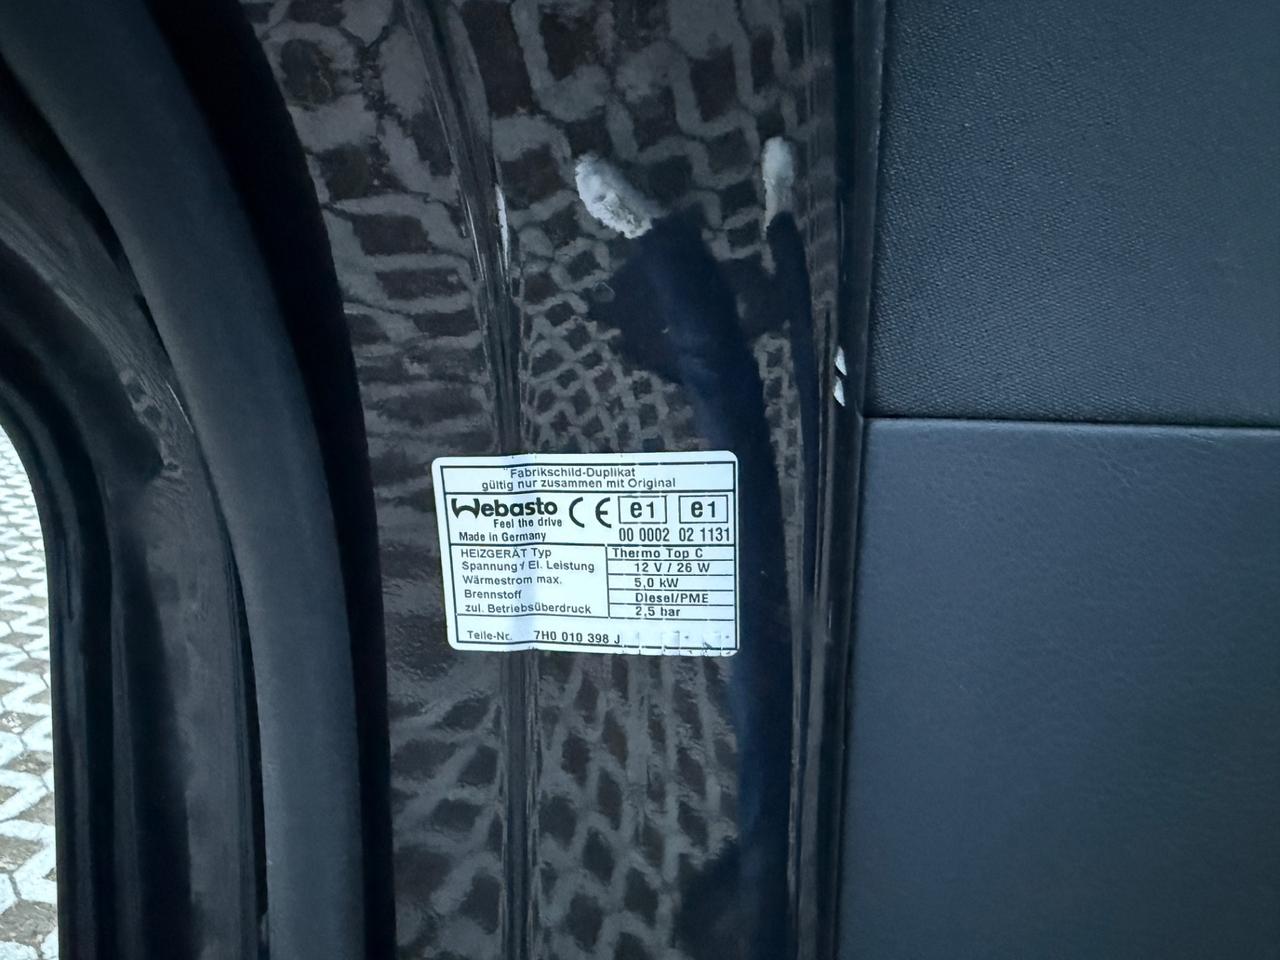 Fabrikschild-Duplikat
gültig nur zusammen mit Original
Webasto CE e1 e1
Feel the drive
Made in Germany 00 0002 02 1131
HEIZGERÄT Typ Thermo Top C
Spannung / El. Leistung 12 V / 26 W
Wärmestrom max. 5,0 kW
Brennstoff Diesel/PME
zul. Betriebsüberdruck 2,5 bar
Teile-Nr. 7H0 010 398 J